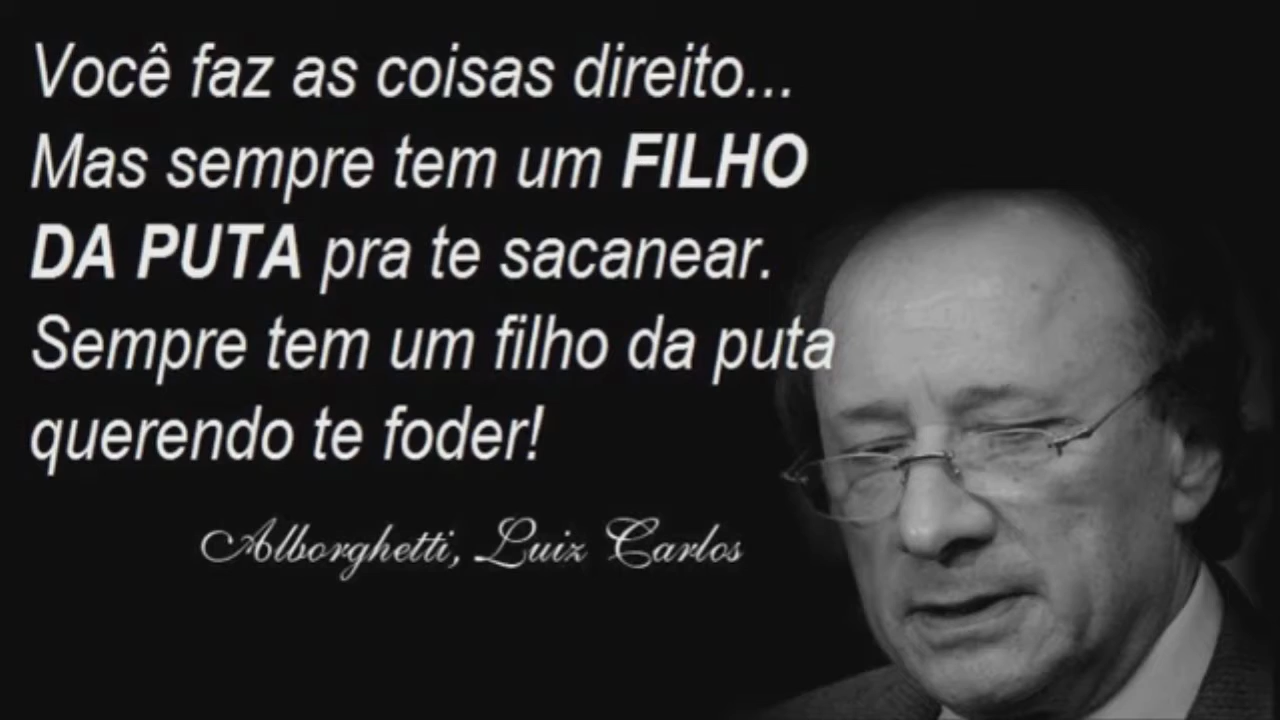 Você faz as coisas direito...
Mas sempre tem um FILHO
DA PUTA pra te sacanear.
Sempre tem um filho da puta
querendo te foder!
Alborghetti, Luiz Carlos